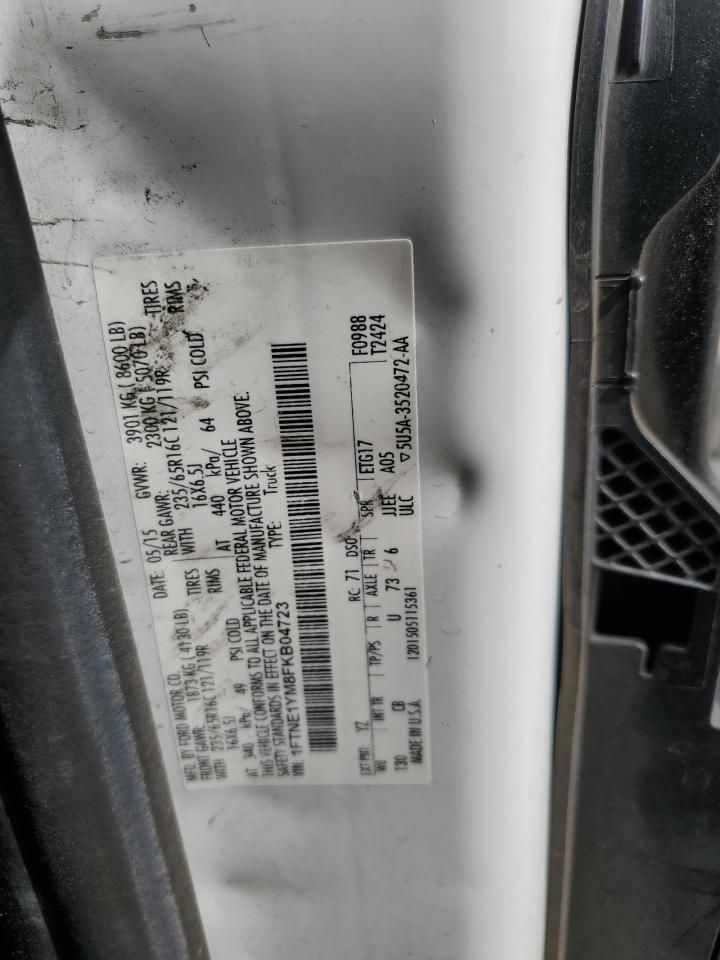 MFD. BY FORD MOTOR CO.
DATE: 05/15 GVWR: 3901 KG ( 8600 LB)
FRONT GAWR: 1873 KG ( 4130 LB) REAR GAWR: 2300 KG ( 5070 LB)
WITH 235/65R16C 121/119R TIRES WITH 235/65R16C 121/119R TIRES
16X6.5J RIMS 16X6.5J RIMS
AT 340 kPa/ 49 PSI COLD AT 440 kPa/ 64 PSI COLD
THIS VEHICLE CONFORMS TO ALL APPLICABLE FEDERAL MOTOR VEHICLE
SAFETY STANDARDS IN EFFECT ON THE DATE OF MANUFACTURE SHOWN ABOVE.
VIN: 1FTNE1YM8FKB04723 TYPE: Truck
EXT PNT: YZ RC: 71 DSO: F0988
WB INT TR TP/PS R AXLE TR SPR ETG17 T2424
130 CB U 73 6 JJEE A05
120150511536I ULC
MADE IN U.S.A. ▽5U5A-3520472-AA